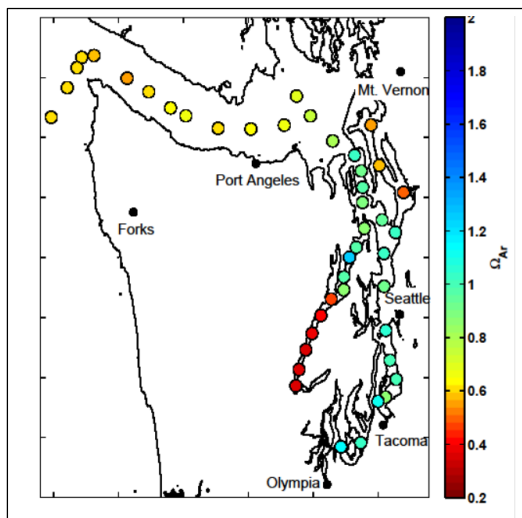 2
1.8
Mt. Vernon
1.6
1.4
Port Angeles
1.2
Forks
Ω_Ar
1
Seattle
0.8
0.6
Tacoma
0.4
Olympia
0.2